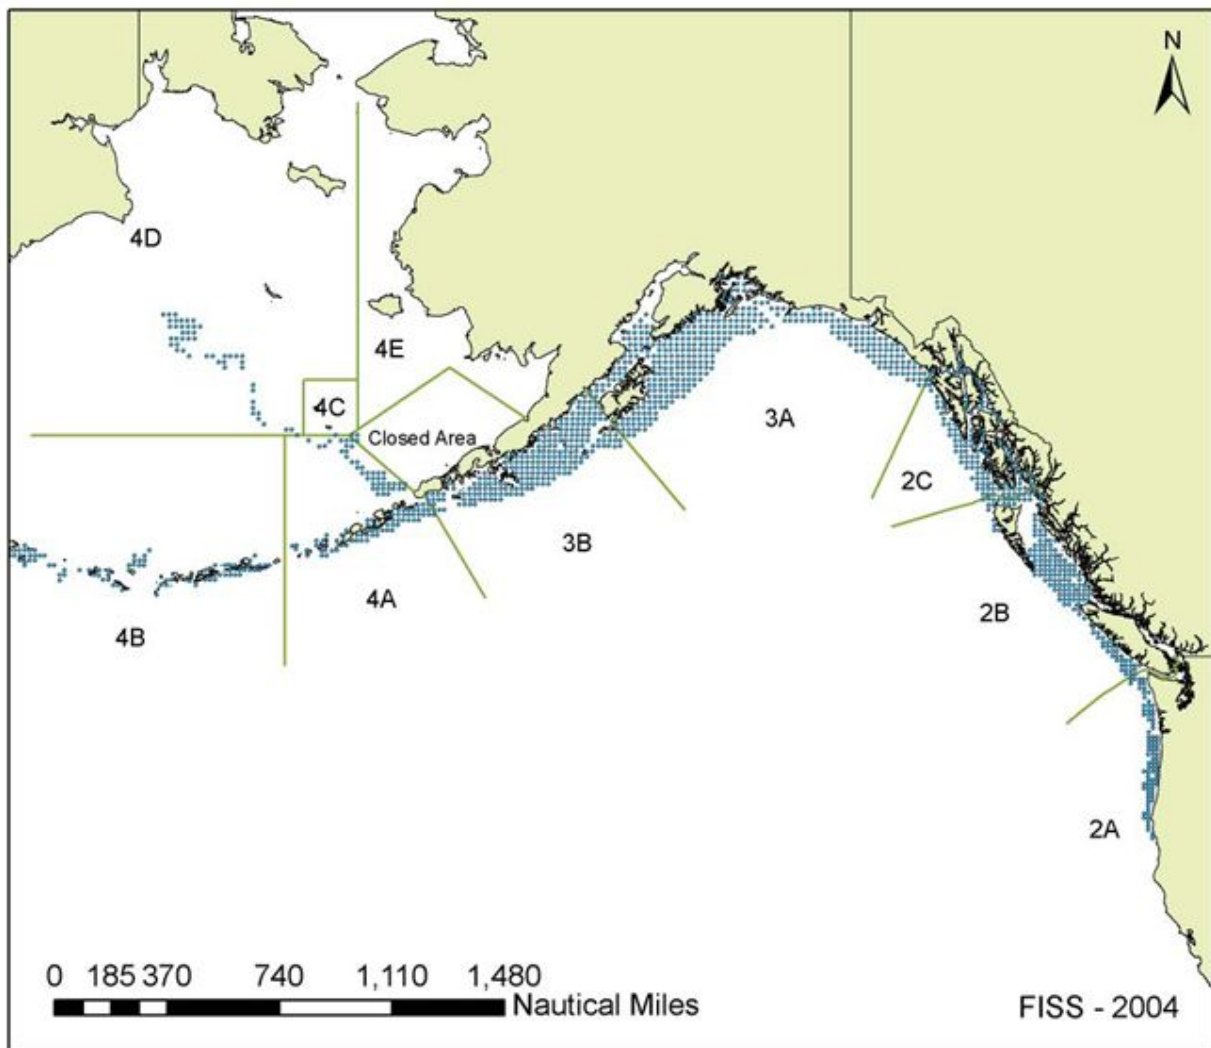 N
4D
4E
4C
Closed Area
3A
2C
3B
4A
2B
4B
2A
0 185 370 740 1,110 1,480
Nautical Miles
FISS - 2004